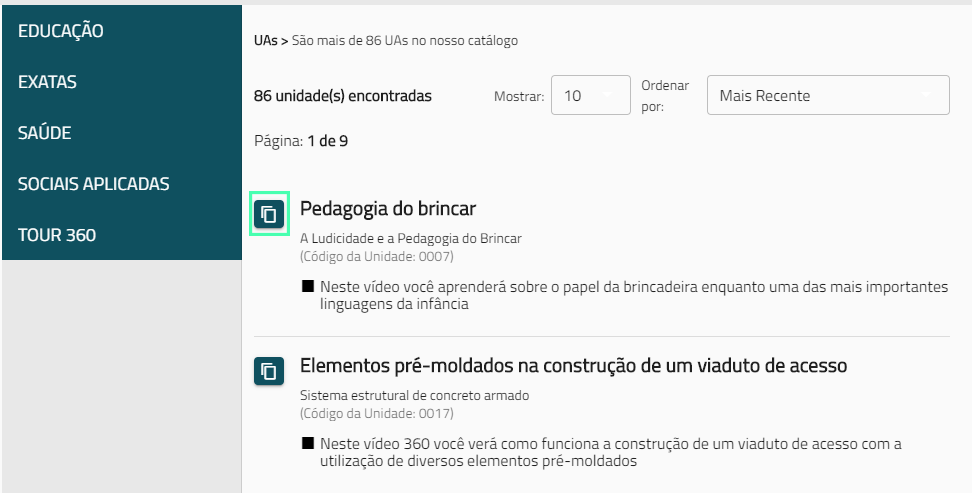 EDUCAÇÃO
EXATAS
SAÚDE
SOCIAIS APLICADAS
TOUR 360
UAs > São mais de 86 UAs no nosso catálogo
86 unidade(s) encontradas
Mostrar: 10
Ordenar
por:
Mais Recente
Página: 1 de 9
Pedagogia do brincar
A Ludicidade e a Pedagogia do Brincar
(Código da Unidade: 0007)
Neste vídeo você aprenderá sobre o papel da brincadeira enquanto uma das mais importantes
linguagens da infância
Elementos pré-moldados na construção de um viaduto de acesso
Sistema estrutural de concreto armado
(Código da Unidade: 0017)
Neste vídeo 360 você verá como funciona a construção de um viaduto de acesso com a
utilização de diversos elementos pré-moldados